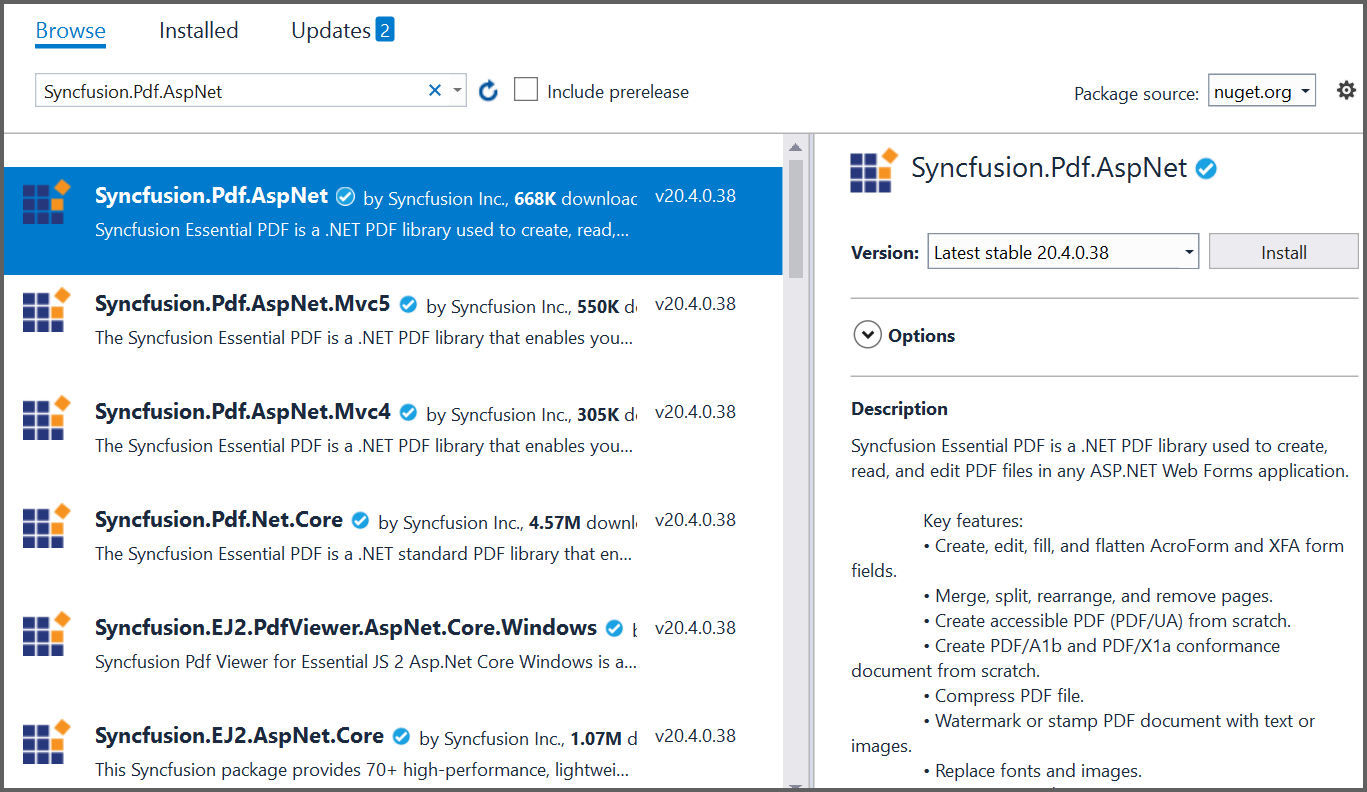 Browse Installed Updates 2
Syncfusion.Pdf.AspNet Include prerelease Package source: nuget.org
Syncfusion.Pdf.AspNet by Syncfusion Inc., 668K downloac v20.4.0.38
Syncfusion Essential PDF is a .NET PDF library used to create, read,...
Syncfusion.Pdf.AspNet.Mvc5 by Syncfusion Inc., 550K d v20.4.0.38
The Syncfusion Essential PDF is a .NET PDF library that enables you...
Syncfusion.Pdf.AspNet.Mvc4 by Syncfusion Inc., 305K d v20.4.0.38
The Syncfusion Essential PDF is a .NET PDF library that enables you...
Syncfusion.Pdf.Net.Core by Syncfusion Inc., 4.57M downl v20.4.0.38
The Syncfusion Essential PDF is a .NET standard PDF library that en...
Syncfusion.EJ2.PdfViewer.AspNet.Core.Windows b v20.4.0.38
Syncfusion Pdf Viewer for Essential JS 2 Asp.Net Core Windows is a...
Syncfusion.EJ2.AspNet.Core by Syncfusion Inc., 1.07M d v20.4.0.38
This Syncfusion package provides 70+ high-performance, lightwei...
Syncfusion.Pdf.AspNet
Version: Latest stable 20.4.0.38 Install
Options
Description
Syncfusion Essential PDF is a .NET PDF library used to create,
read, and edit PDF files in any ASP.NET Web Forms application.
Key features:
• Create, edit, fill, and flatten AcroForm and XFA form
fields.
• Merge, split, rearrange, and remove pages.
• Create accessible PDF (PDF/UA) from scratch.
• Create PDF/A1b and PDF/X1a conformance
document from scratch.
• Compress PDF file.
• Watermark or stamp PDF document with text or
images.
• Replace fonts and images.